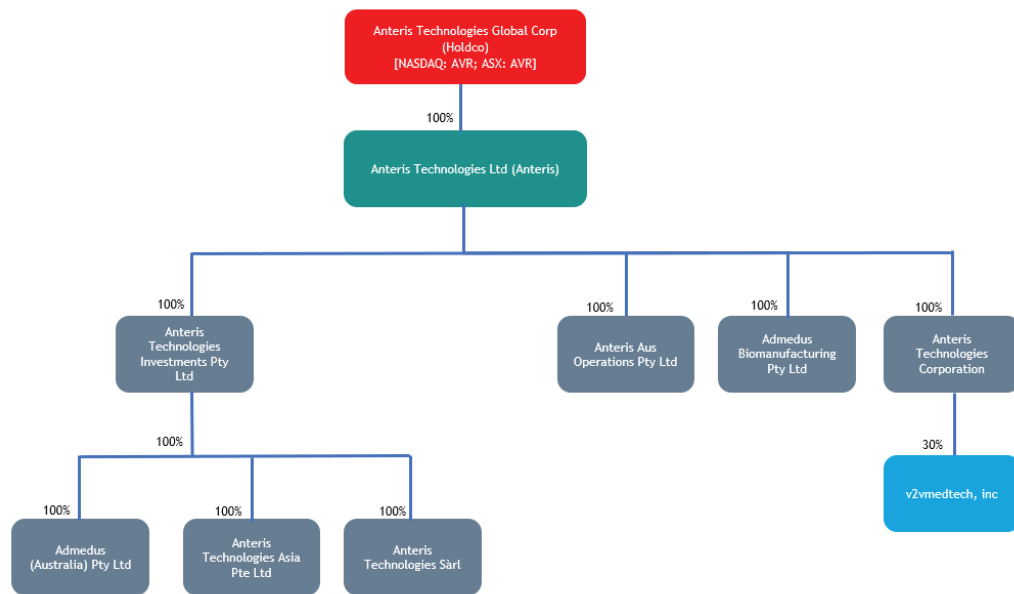 Anteris Technologies Global Corp
(Holdco)
[NASDAQ: AVR; ASX: AVR]
100%
Anteris Technologies Ltd (Anteris)
100%
100%
100%
100%
Anteris
Technologies
Investments Pty
Ltd
Anteris Aus
Operations Pty Ltd
Admedus
Biomanufacturing
Pty Ltd
Anteris
Technologies
Corporation
100%
30%
v2vmedtech, inc
100%
100%
100%
Admedus
(Australia) Pty Ltd
Anteris
Technologies Asia
Pte Ltd
Anteris
Technologies Sàrl